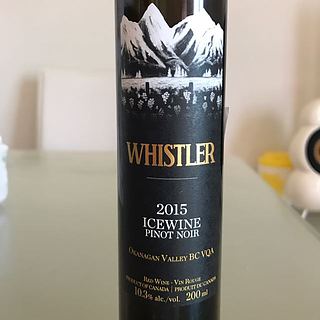 WHISTLER
2015
ICEWINE
PINOT NOIR
OKANAGAN VALLEY BC VQA
RED WINE - VIN ROUGE
PRODUCT OF CANADA | PRODUIT DU CANADA
10.3% alc./vol. 200 ml